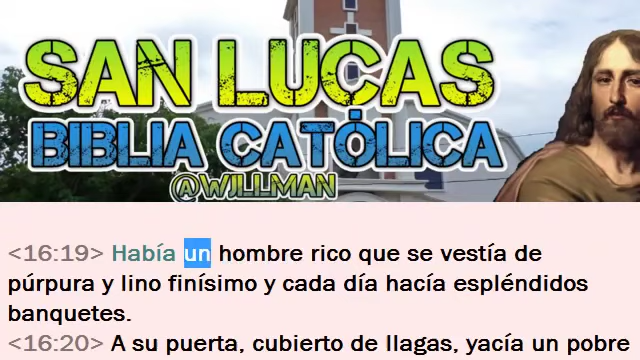 SAN LUCAS
BIBLIA CATÓLICA
@WJLLMAN
<16:19> Había un hombre rico que se vestía de
púrpura y lino finísimo y cada día hacía espléndidos
banquetes.
<16:20> A su puerta, cubierto de llagas, yacía un pobre